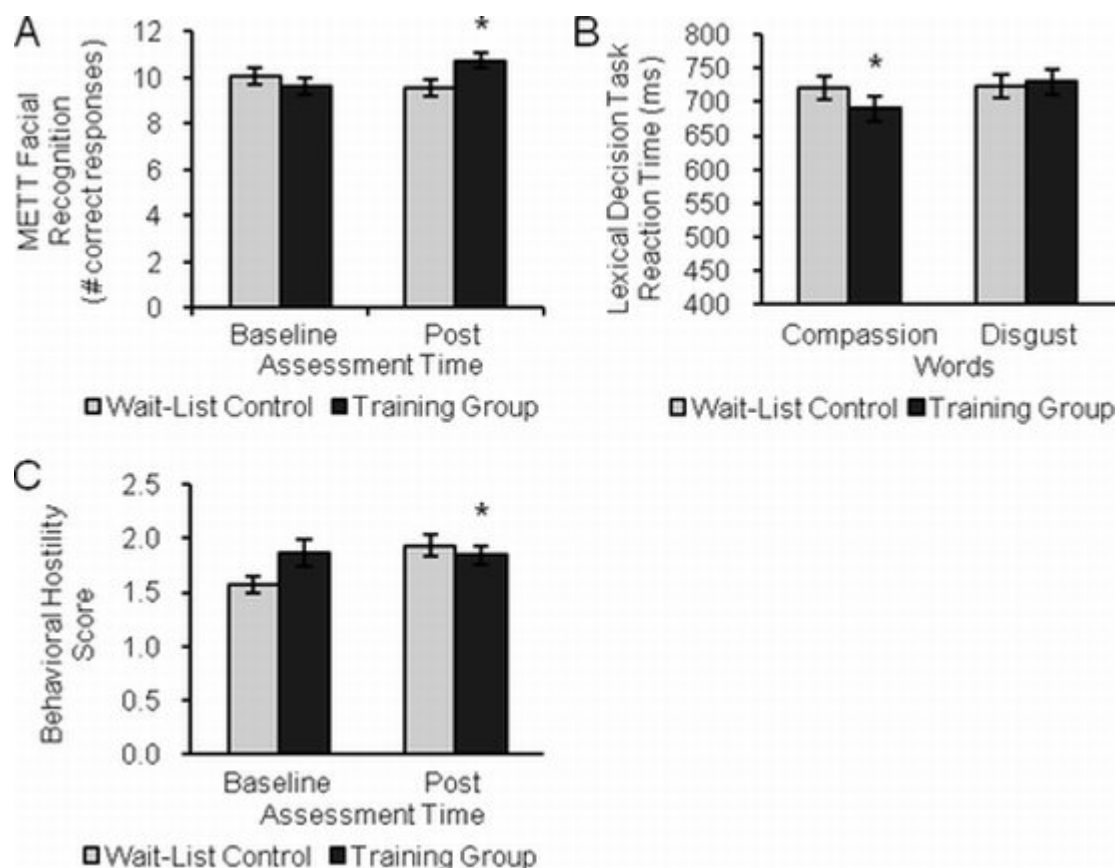 A
METT Facial
Recognition
(# correct responses)
12
10
8
6
4
2
0
*
Baseline
Post
Assessment Time
Wait-List Control
Training Group
B
Lexical Decision Task
Reaction Time (ms)
800
750
700
650
600
550
500
450
400
*
Compassion
Disgust
Words
Wait-List Control
Training Group
C
Behavioral Hostility
Score
2.5
2.0
1.5
1.0
0.5
0.0
*
Baseline
Post
Assessment Time
Wait-List Control
Training Group